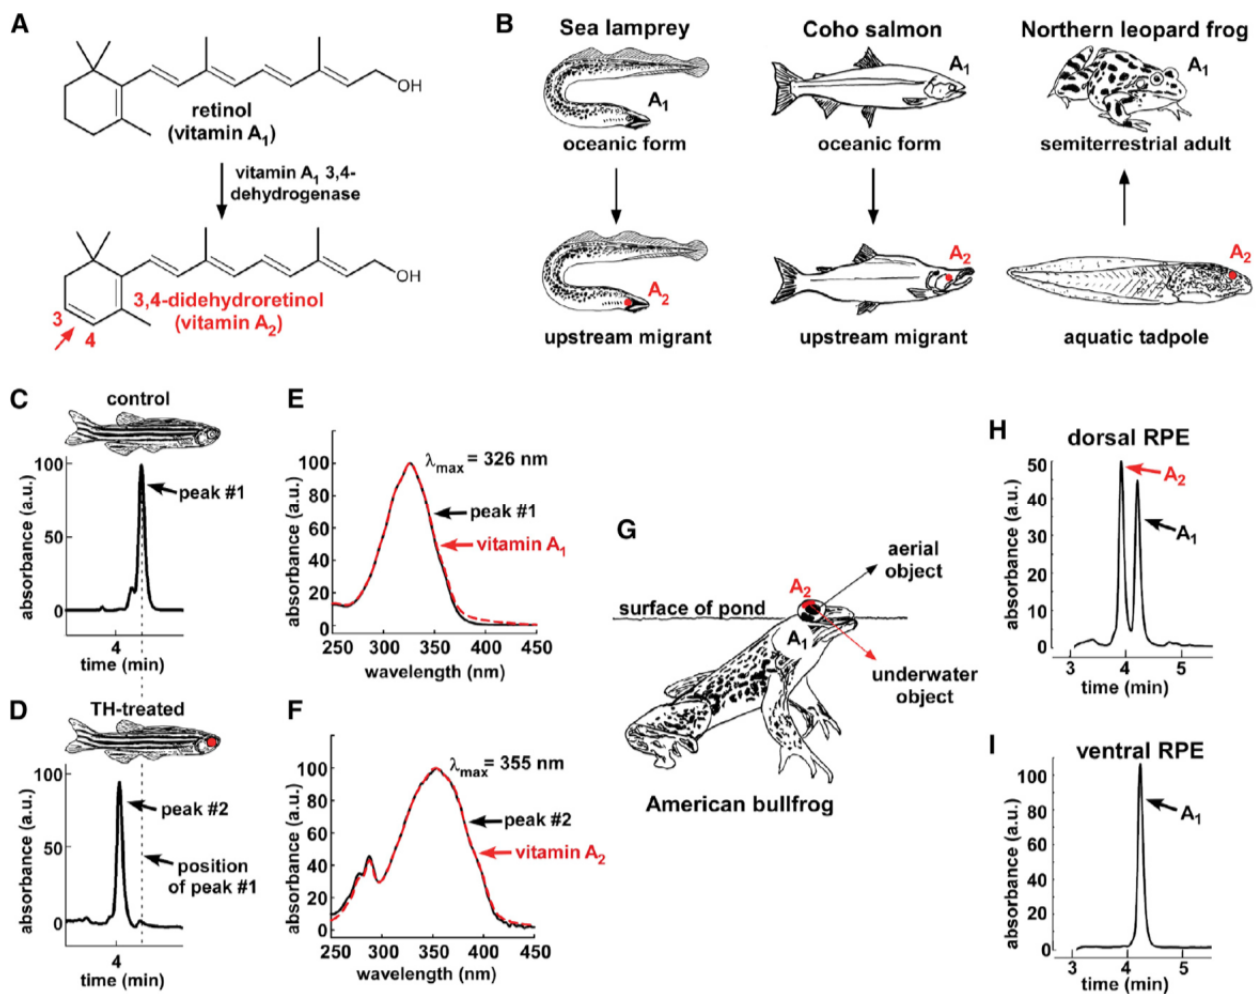 A
OH
retinol
(vitamin A1)
vitamin A1 3,4-
dehydrogenase
OH
3,4-didehydroretinol
(vitamin A2)
3
4
B
Sea lamprey
A1
oceanic form
A2
upstream migrant
Coho salmon
A1
oceanic form
A2
upstream migrant
Northern leopard frog
A1
semiterrestrial adult
A2
aquatic tadpole
C
control
absorbance (a.u.)
100
50
0
peak #1
4
time (min)
D
TH-treated
absorbance (a.u.)
100
50
0
peak #2
position
of peak #1
4
time (min)
E
absorbance (a.u.)
100
80
60
40
20
0
λmax = 326 nm
peak #1
vitamin A1
250 300 350 400 450
wavelength (nm)
F
absorbance (a.u.)
100
80
60
40
20
0
λmax = 355 nm
peak #2
vitamin A2
250 300 350 400 450
wavelength (nm)
G
surface of pond
A2
A1
aerial
object
underwater
object
American bullfrog
H
dorsal RPE
absorbance (a.u.)
50
40
30
20
10
0
A2
A1
3 4 5
time (min)
I
ventral RPE
absorbance (a.u.)
100
80
60
40
20
0
A1
3 4 5
time (min)